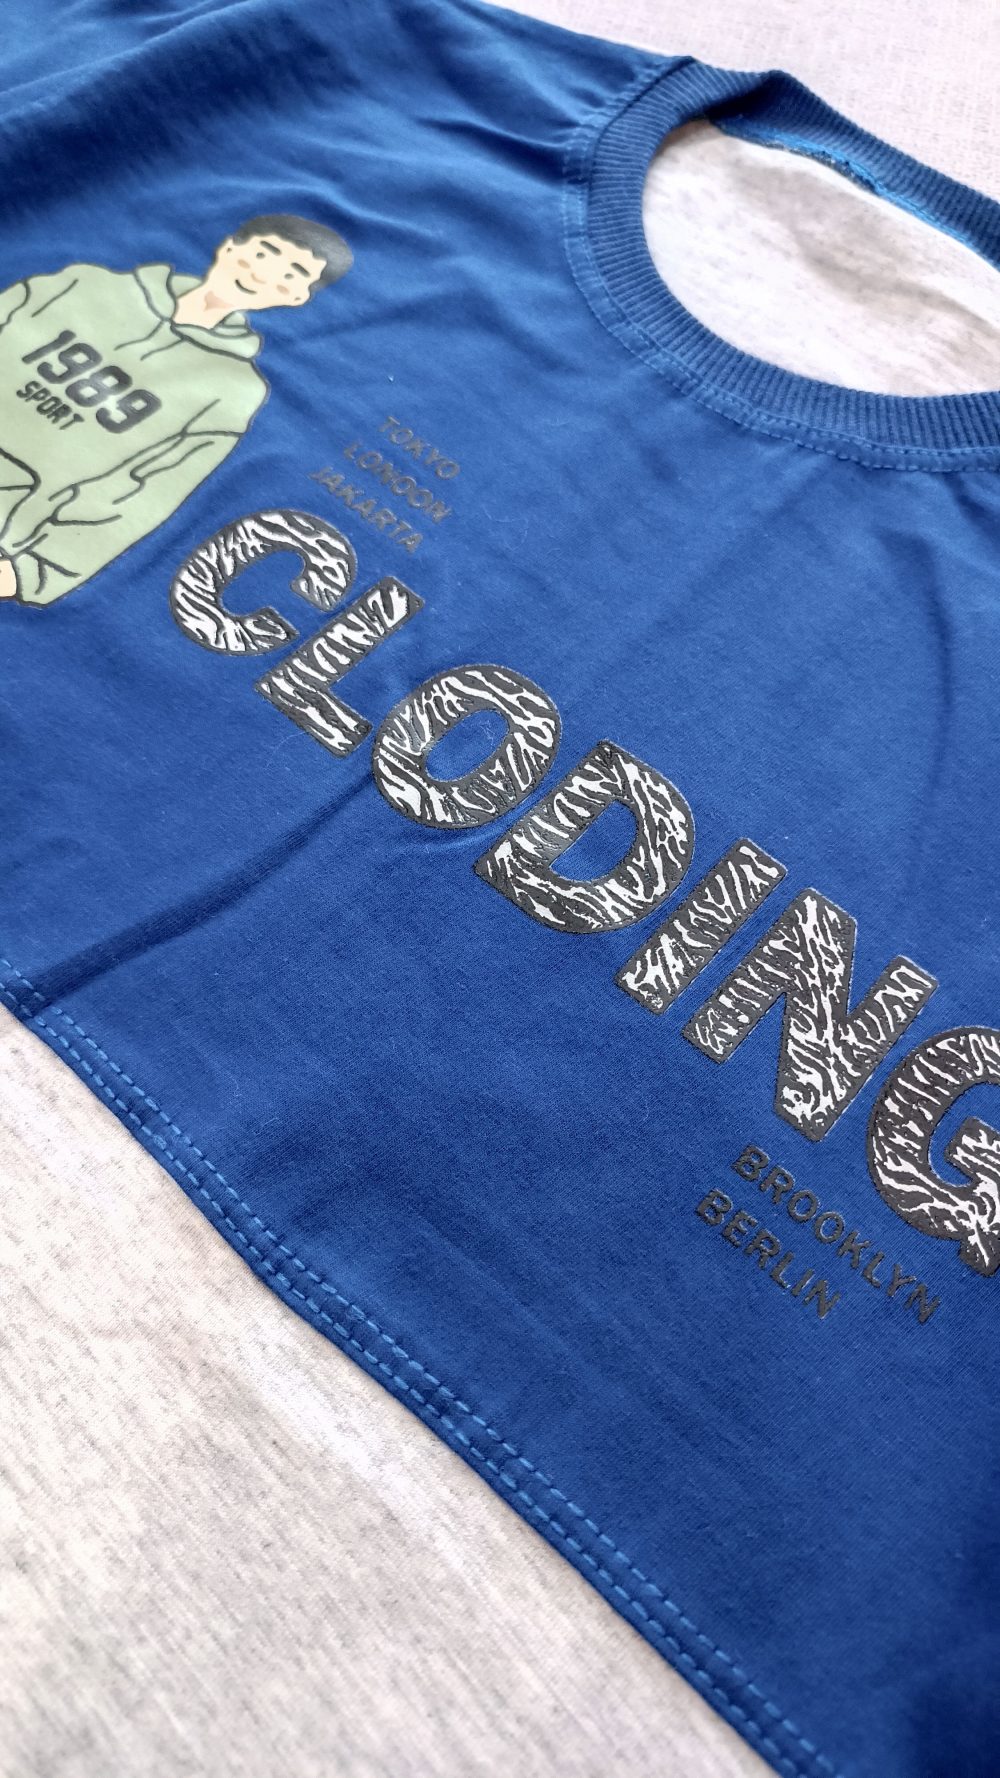 1989
SPORT
TOKYO
LONOON
JAKARTA
CLODING
BROOKLYN
BERLIN